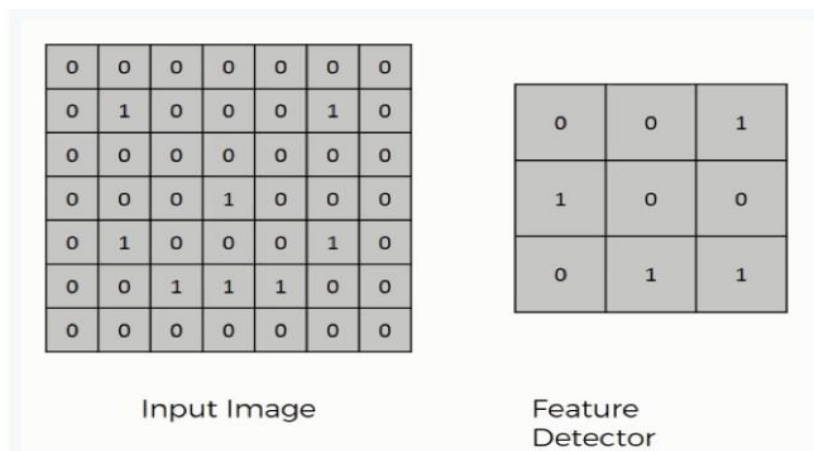 0 0 0 0 0 0 0
0 1 0 0 0 1 0
0 0 0 0 0 0 0
0 0 0 1 0 0 0
0 1 0 0 0 1 0
0 0 1 1 1 0 0
0 0 0 0 0 0 0
Input Image
0 0 1
1 0 0
0 1 1
Feature
Detector